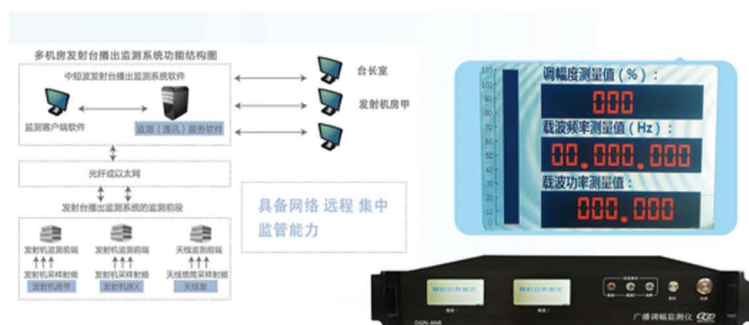 多机房发射台播出监测系统功能结构图
中短波发射台播出监测系统软件
监测客户端软件
监测（通讯）服务软件
台长室
发射机房甲
光纤或以太网
发射台播出监测系统的监测前段
发射机监测前端
发射机监测前端
天线监测前端
发射机采样射频
发射机采样射频
天线馈筒采样射频
发射机房甲
发射机房X
天线室
具备网络 远程 集中
监管能力
调幅度测量值（%）：
000
载波频率测量值（Hz）：
00.000.000
载波功率测量值：
000.000
广播调幅监测仪